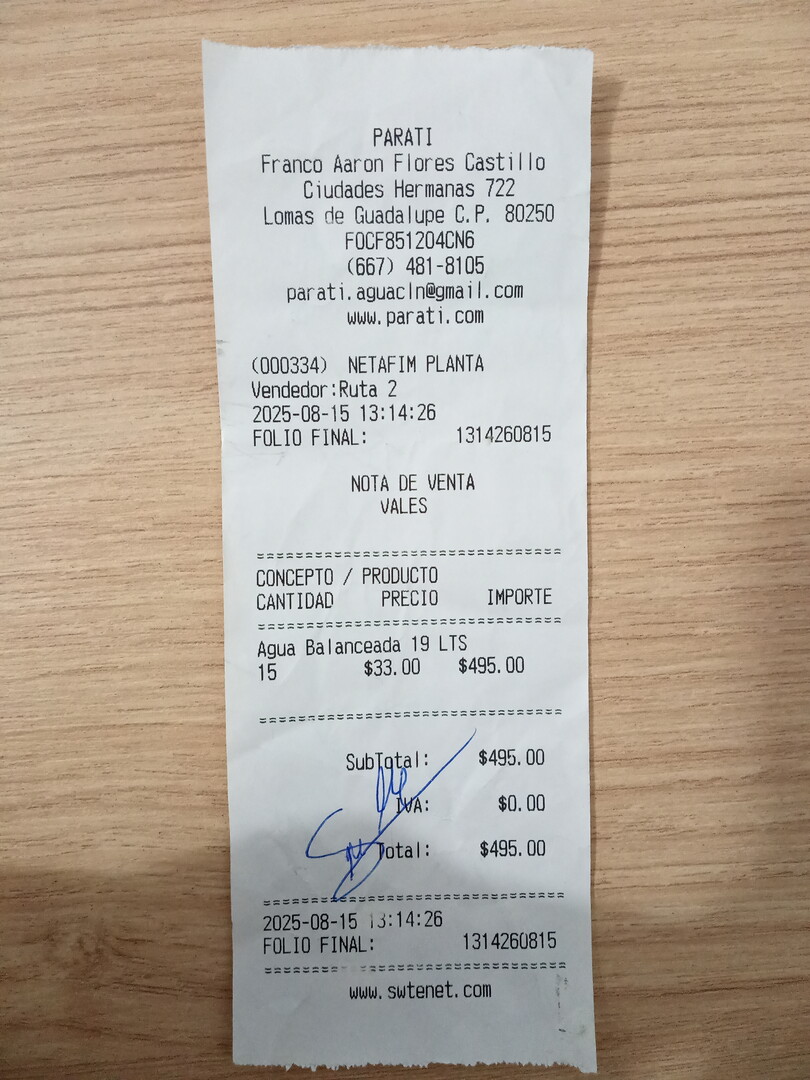 PARATI
Franco Aaron Flores Castillo
Ciudades Hermanas 722
Lomas de Guadalupe C.P. 80250
FOCF851204CN6
(667) 481-8105
parati.aguacln@gmail.com
www.parati.com
(000334) NETAFIM PLANTA
Vendedor:Ruta 2
2025-08-15 13:14:26
FOLIO FINAL: 1314260815
NOTA DE VENTA
VALES
==============================
CONCEPTO / PRODUCTO
CANTIDAD PRECIO IMPORTE
==============================
Agua Balanceada 19 LTS
15 $33.00 $495.00
==============================
SubTotal: $495.00
IVA: $0.00
Total: $495.00
==============================
2025-08-15 13:14:26
FOLIO FINAL: 1314260815
==============================
www.swtenet.com